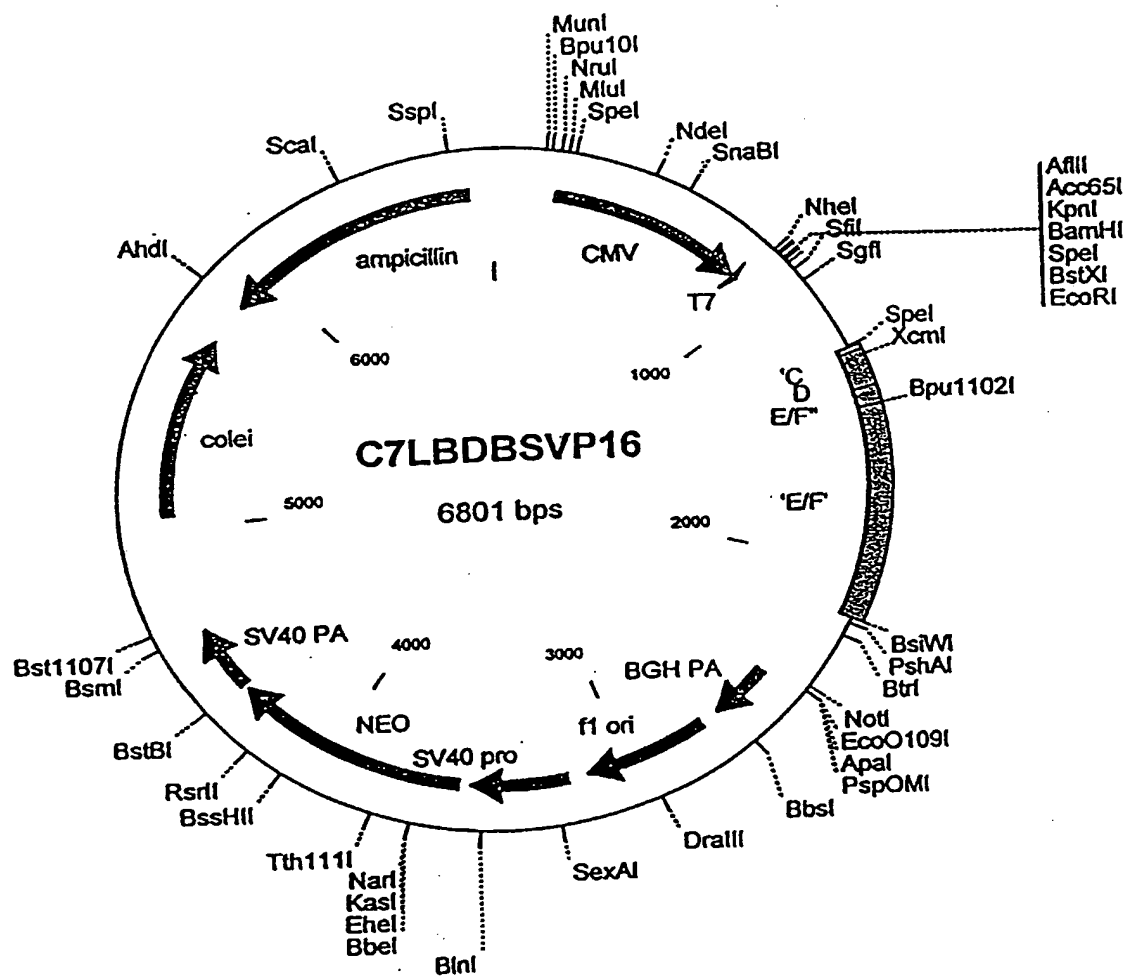 MunI
Bpu10I
NruI
MluI
SpeI
SspI
ScaI
NdeI
SnaBI
AhdI
NheI
SfiI
SgfI
AflII
Acc65I
KpnI
BamHI
SpeI
BstXI
EcoRI
ampicillin
CMV
T7
6000
1000
SpeI
XcmI
Bpu1102I
'C
D
E/F"
colei
C7LBDBSVP16
6801 bps
5000
2000
'E/F'
SV40 PA
4000
3000
BGH PA
NEO
SV40 pro
f1 ori
BsiWI
PshAI
BtrI
NotI
EcoO109I
ApaI
PspOMI
BbsI
DraIII
SexAI
BlnI
NarI
KasI
EheI
BbeI
Tth111I
BssHII
RsrII
BstBI
BsmI
Bst1107I